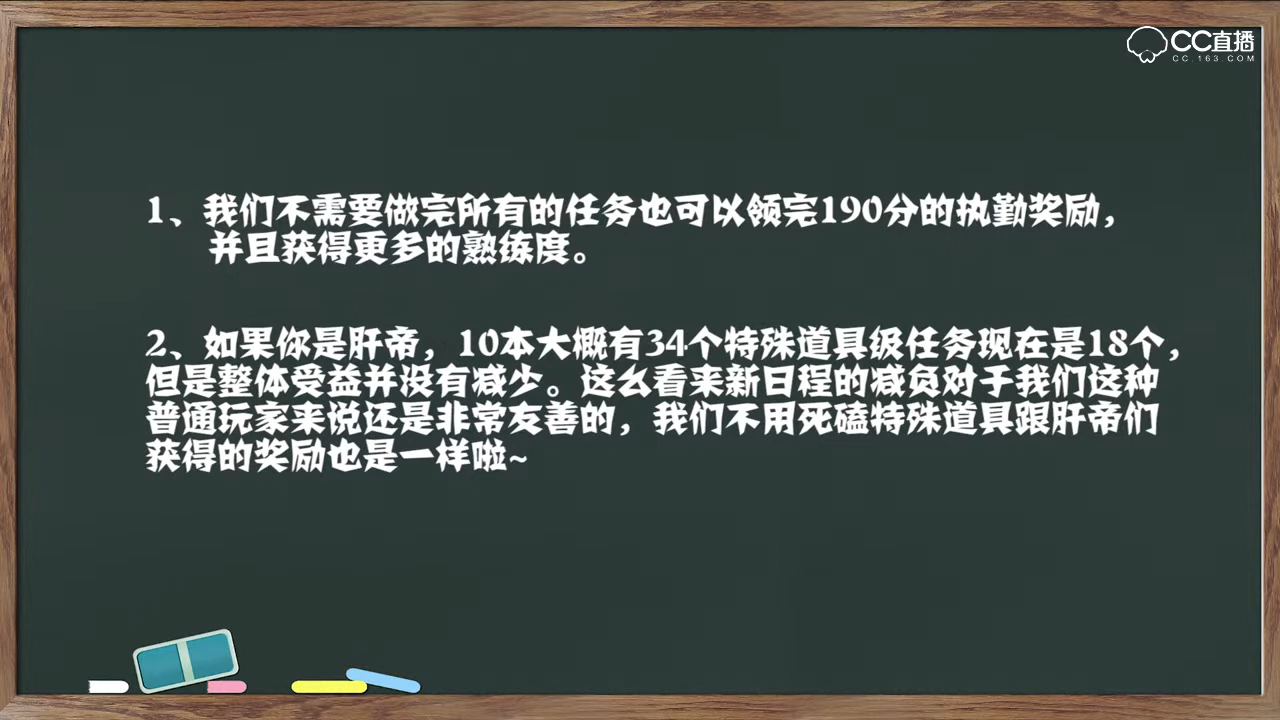 CC直播
CC.163.COM
1、我们不需要做完所有的任务也可以领完190分的执勤奖励，
并且获得更多的熟练度。
2、如果你是肝帝，10本大概有34个特殊道具级任务现在是18个，
但是整体受益并没有减少。这么看来新日程的减负对于我们这种
普通玩家来说还是非常友善的，我们不用死磕特殊道具跟肝帝们
获得的奖励也是一样啦~